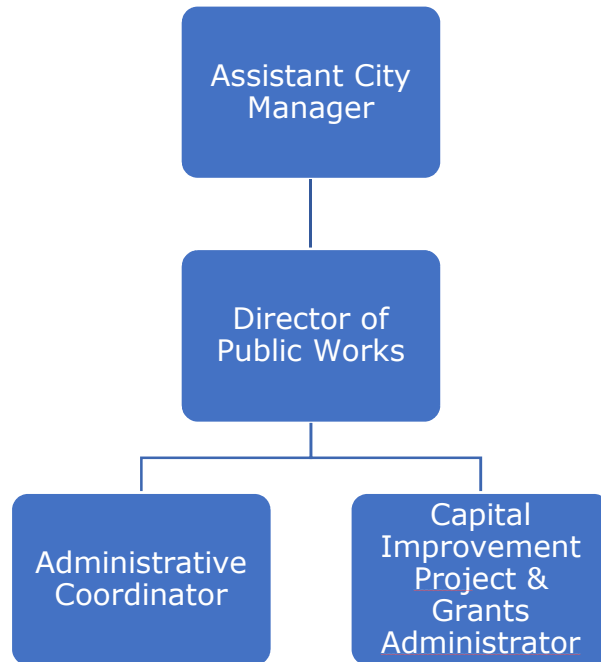 Assistant City
Manager
Director of
Public Works
Administrative
Coordinator
Capital
Improvement
Project &
Grants
Administrator